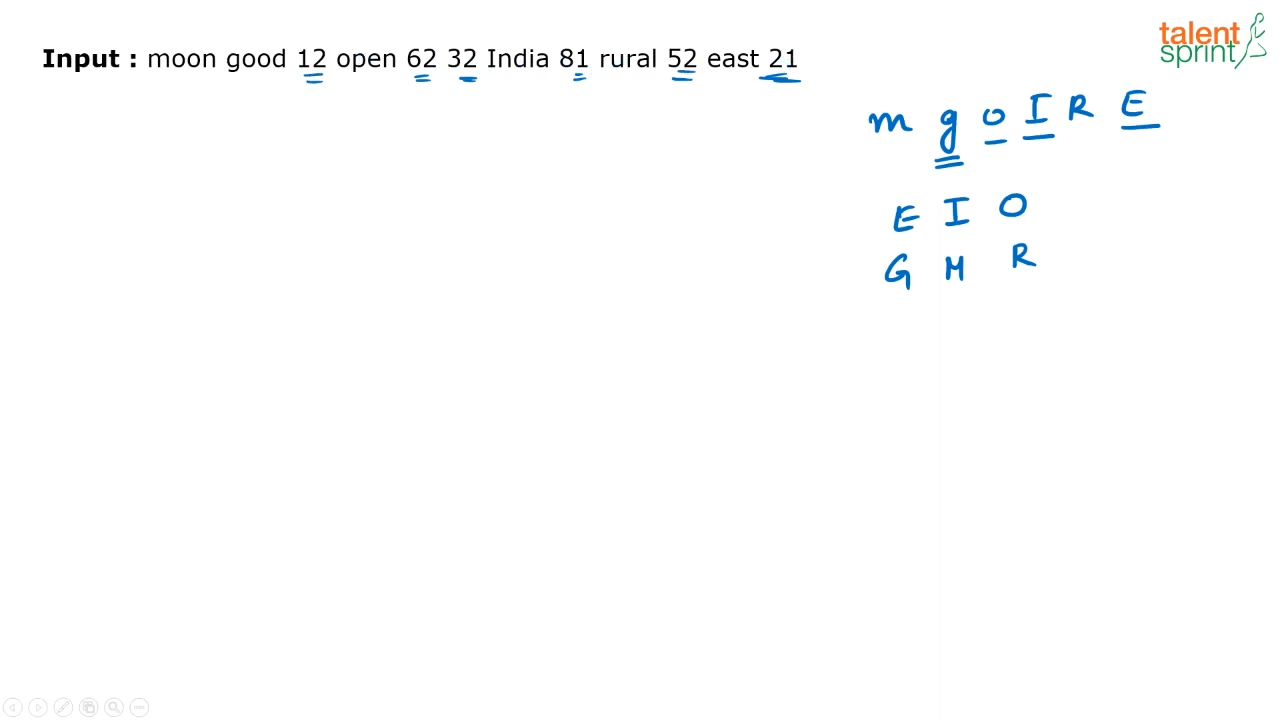 talent
sprint
Input : moon good 12 open 62 32 India 81 rural 52 east 21
m g o I R E
E I O
G M R